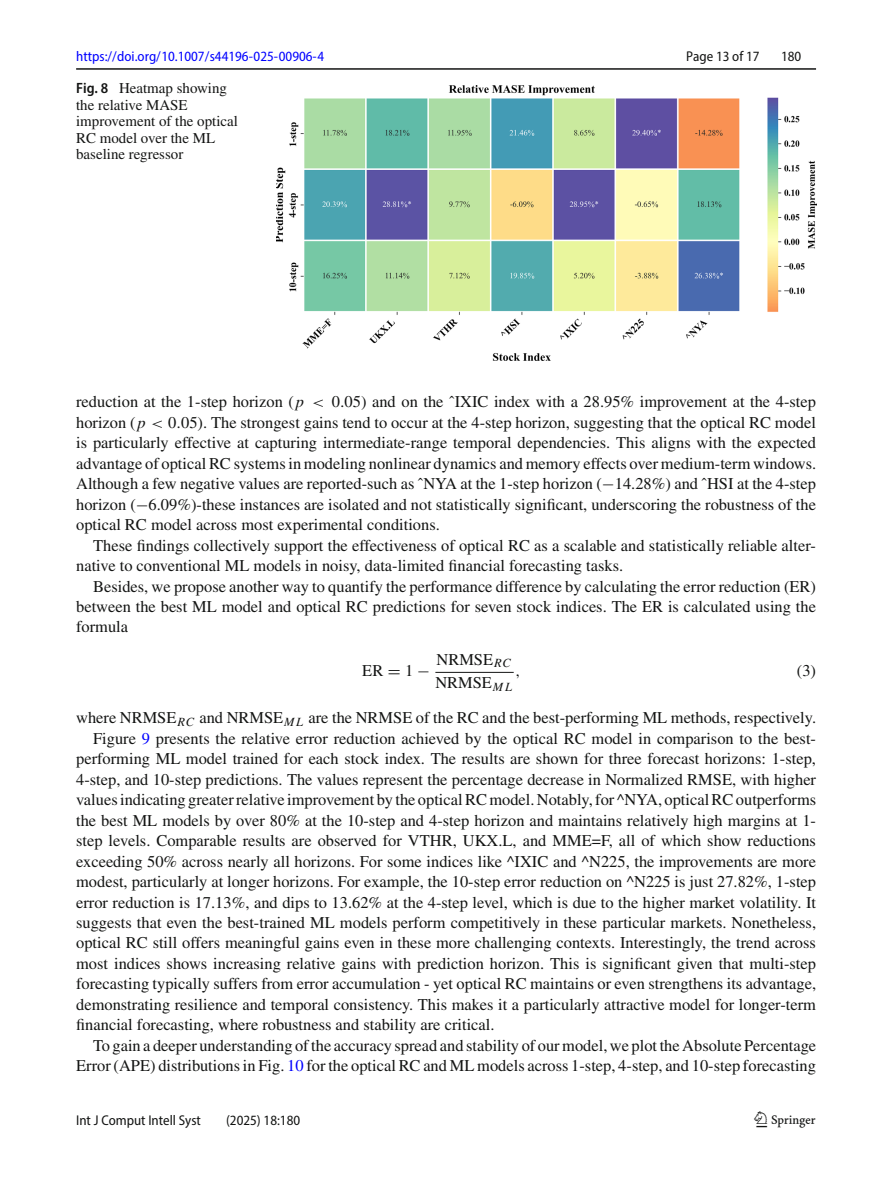 https://doi.org/10.1007/s44196-025-00906-4
Page 13 of 17 180
Fig. 8 Heatmap showing
the relative MASE
improvement of the optical
RC model over the ML
baseline regressor
Relative MASE Improvement
Prediction Step
1-step
11.78% 18.21% 11.95% 21.46% 8.65% 29.40%* -14.28%
4-step
20.39% 28.81%* 9.77% -6.09% 28.95%* -0.65% 18.13%
10-step
16.25% 11.14% 7.12% 19.85% 5.20% -3.88% 26.38%*
MME=F UKX.L VTHR ^HSI ^IXIC ^N225 ^NYA
Stock Index
0.25
0.20
0.15
0.10
0.05
0.00
−0.05
−0.10
MASE Improvement
reduction at the 1-step horizon (p < 0.05) and on the ˆIXIC index with a 28.95% improvement at the 4-step
horizon (p < 0.05). The strongest gains tend to occur at the 4-step horizon, suggesting that the optical RC model
is particularly effective at capturing intermediate-range temporal dependencies. This aligns with the expected
advantage of optical RC systems in modeling nonlinear dynamics and memory effects over medium-term windows.
Although a few negative values are reported-such as ˆNYA at the 1-step horizon (−14.28%) and ˆHSI at the 4-step
horizon (−6.09%)-these instances are isolated and not statistically significant, underscoring the robustness of the
optical RC model across most experimental conditions.
These findings collectively support the effectiveness of optical RC as a scalable and statistically reliable alter-
native to conventional ML models in noisy, data-limited financial forecasting tasks.
Besides, we propose another way to quantify the performance difference by calculating the error reduction (ER)
between the best ML model and optical RC predictions for seven stock indices. The ER is calculated using the
formula
ER = 1 − NRMSE_RC / NRMSE_ML, (3)
where NRMSE_RC and NRMSE_ML are the NRMSE of the RC and the best-performing ML methods, respectively.
Figure 9 presents the relative error reduction achieved by the optical RC model in comparison to the best-
performing ML model trained for each stock index. The results are shown for three forecast horizons: 1-step,
4-step, and 10-step predictions. The values represent the percentage decrease in Normalized RMSE, with higher
values indicating greater relative improvement by the optical RC model. Notably, for ^NYA, optical RC outperforms
the best ML models by over 80% at the 10-step and 4-step horizon and maintains relatively high margins at 1-
step levels. Comparable results are observed for VTHR, UKX.L, and MME=F, all of which show reductions
exceeding 50% across nearly all horizons. For some indices like ^IXIC and ^N225, the improvements are more
modest, particularly at longer horizons. For example, the 10-step error reduction on ^N225 is just 27.82%, 1-step
error reduction is 17.13%, and dips to 13.62% at the 4-step level, which is due to the higher market volatility. It
suggests that even the best-trained ML models perform competitively in these particular markets. Nonetheless,
optical RC still offers meaningful gains even in these more challenging contexts. Interestingly, the trend across
most indices shows increasing relative gains with prediction horizon. This is significant given that multi-step
forecasting typically suffers from error accumulation - yet optical RC maintains or even strengthens its advantage,
demonstrating resilience and temporal consistency. This makes it a particularly attractive model for longer-term
financial forecasting, where robustness and stability are critical.
To gain a deeper understanding of the accuracy spread and stability of our model, we plot the Absolute Percentage
Error (APE) distributions in Fig. 10 for the optical RC and ML models across 1-step, 4-step, and 10-step forecasting
Int J Comput Intell Syst (2025) 18:180
Springer